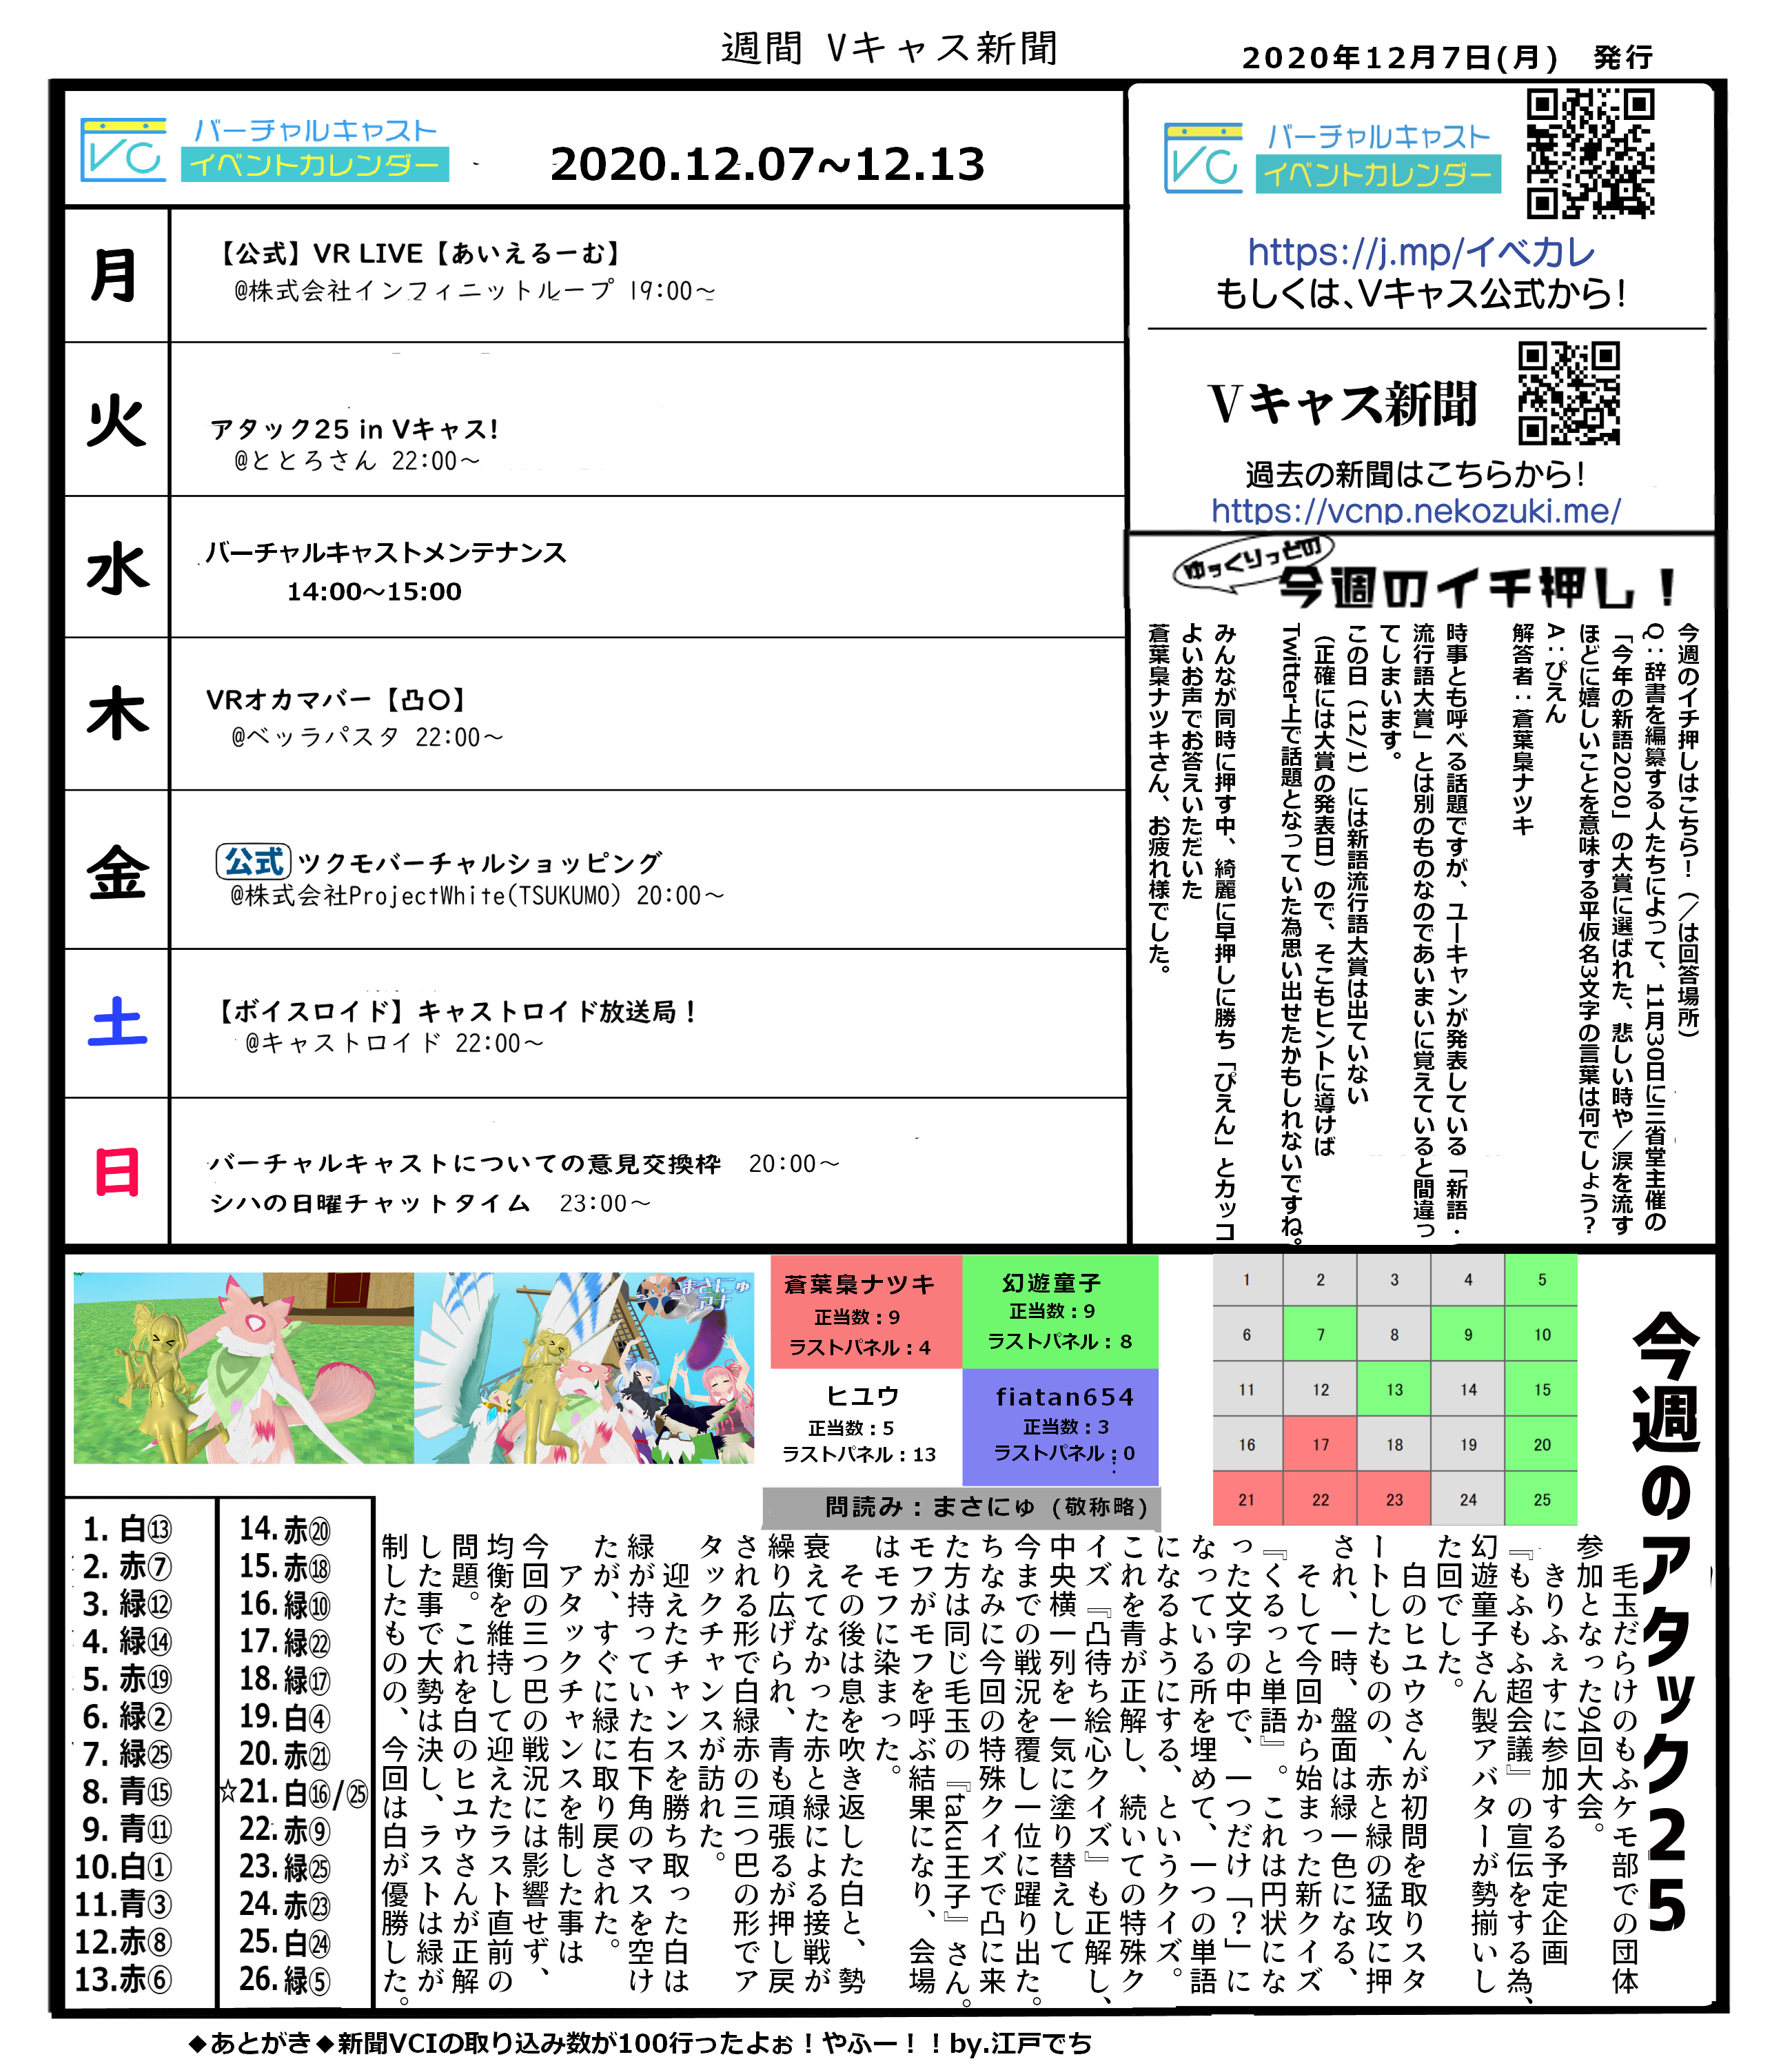 週間 Vキャス新聞
2020年12月7日(月) 発行
VC
バーチャルキャスト
イベントカレンダー
2020.12.07~12.13
月
【公式】VR LIVE【あいえるーむ】
@株式会社インフィニットループ 19:00～
火
アタック25 in Vキャス!
@ととろさん 22:00～
水
バーチャルキャストメンテナンス
14:00～15:00
木
VRオカマバー【凸〇】
@ベッラパスタ 22:00～
金
公式 ツクモバーチャルショッピング
@株式会社ProjectWhite(TSUKUMO) 20:00～
土
【ボイスロイド】キャストロイド放送局！
@キャストロイド 22:00～
日
バーチャルキャストについての意見交換枠 20:00～
シハの日曜チャットタイム 23:00～
VC
バーチャルキャスト
イベントカレンダー
https://j.mp/イベカレ
もしくは、Vキャス公式から！
Vキャス新聞
過去の新聞はこちらから！
https://vcnp.nekozuki.me/
ゆっくりっどの
今週のイチ押し！
今週のイチ押しはこちら！（／は回答場所）
Q：辞書を編纂する人たちによって、11月30日に三省堂主催の
「今年の新語2020」の大賞に選ばれた、悲しい時や／涙を流す
ほどに嬉しいことを意味する平仮名3文字の言葉は何でしょう？
A：ぴえん
解答者：蒼葉梟ナツキ
時事とも呼べる話題ですが、ユーキャンが発表している「新語・
流行語大賞」とは別のものなのであいまいに覚えていると間違っ
てしまいます。
この日（12/1）には新語流行語大賞は出ていない
（正確には大賞の発表日）ので、そこもヒントに導けば
Twitter上で話題となっていた為思い出せたかもしれないですね。
みんなが同時に押す中、綺麗に早押しに勝ち「ぴえん」とカッコ
よいお声でお答えいただいた
蒼葉梟ナツキさん、お疲れ様でした。
まさにゅ
アナ
蒼葉梟ナツキ
正当数：9
ラストパネル：4
幻遊童子
正当数：9
ラストパネル：8
ヒユウ
正当数：5
ラストパネル：13
fiatan654
正当数：3
ラストパネル：0
問読み：まさにゅ (敬称略)
1 2 3 4 5
6 7 8 9 10
11 12 13 14 15
16 17 18 19 20
21 22 23 24 25
今週のアタック25
毛玉だらけのもふケモ部での団体
参加となった94回大会。
きりふぇすに参加する予定企画
『もふもふ超会議』の宣伝をする為、
幻遊童子さん製アバターが勢揃いし
た回でした。
白のヒユウさんが初問を取りスタ
ートしたものの、赤と緑の猛攻に押
され、一時、盤面は緑一色になる、
そして今回から始まった新クイズ
『くるっと単語』。これは円状にな
った文字の中で、一つだけ「？」に
なっている所を埋めて、一つの単語
になるようにする、というクイズ。
これを青が正解し、続いての特殊ク
イズ『凸待ち絵心クイズ』も正解し、
中央横一列を一気に塗り替えして
今までの戦況を覆し一位に躍り出た。
ちなみに今回の特殊クイズで凸に来
た方は同じ毛玉の『taku王子』さん。
モフがモフを呼ぶ結果になり、会場
はモフに染まった。
その後は息を吹き返した白と、勢
衰えてなかった赤と緑による接戦が
繰り広げられ、青も頑張るが押し戻
される形で白緑赤の三つ巴の形でア
タックチャンスが訪れた。
迎えたチャンスを勝ち取った白は
緑が持っていた右下角のマスを空け
たが、すぐに緑に取り戻された。
アタックチャンスを制した事は
今回の三つ巴の戦況には影響せず、
均衡を維持して迎えたラスト直前の
問題。これを白のヒユウさんが正解
した事で大勢は決し、ラストは緑が
制したものの、今回は白が優勝した。
1. 白⑬
2. 赤⑦
3. 緑⑫
4. 緑⑭
5. 赤⑲
6. 緑②
7. 緑㉕
8. 青⑮
9. 青⑪
10. 白①
11. 青③
12. 赤⑧
13. 赤⑥
14. 赤⑳
15. 赤⑱
16. 緑⑩
17. 緑㉒
18. 緑⑰
19. 白④
20. 赤㉑
☆21. 白⑯/㉕
22. 赤⑨
23. 緑㉕
24. 赤㉓
25. 白㉔
26. 緑⑤
◆あとがき◆新聞VCIの取り込み数が100行ったよぉ！やふー！！by.江戸でち